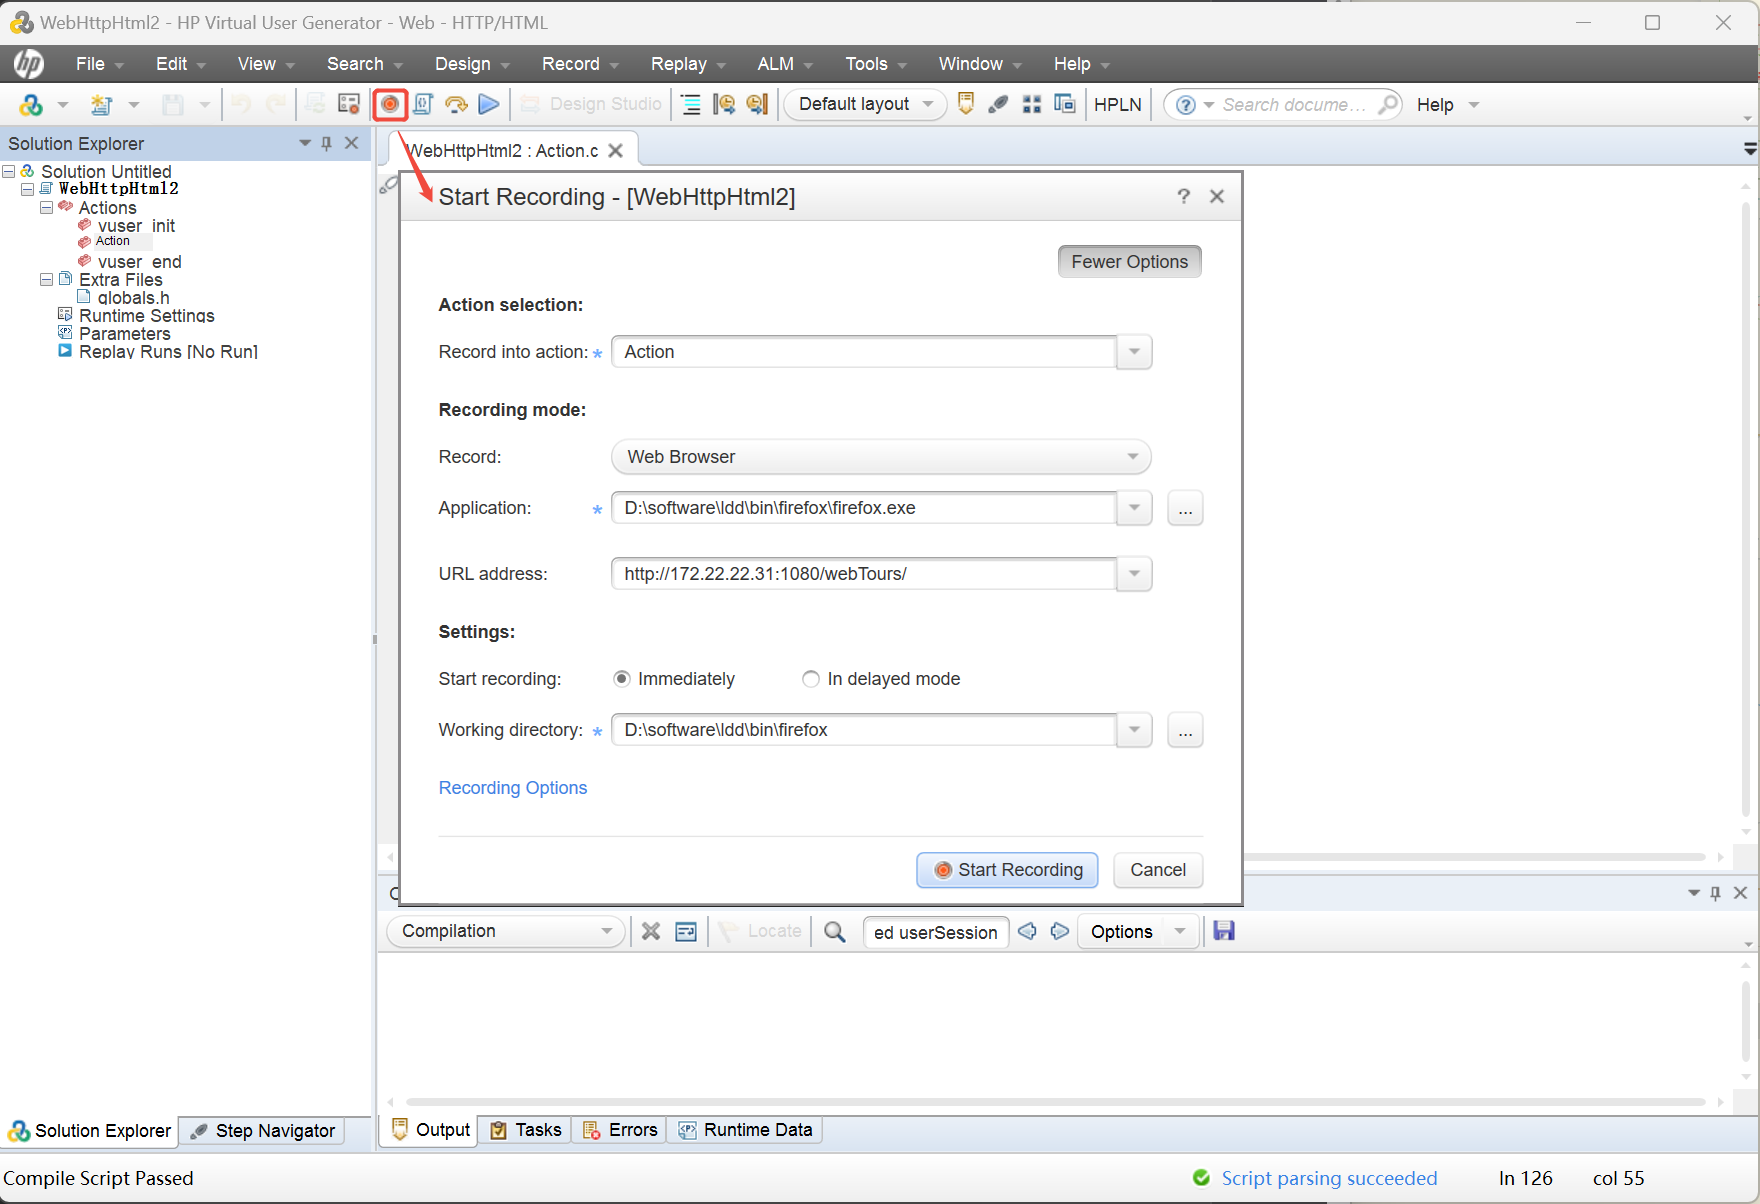 WebHttpHtml2 - HP Virtual User Generator - Web - HTTP/HTML
hp File Edit View Search Design Record Replay ALM Tools Window Help
Design Studio Default layout HPLN Search docume... Help
Solution Explorer
WebHttpHtml2 : Action.c
Solution Untitled
WebHttpHtml2
Actions
vuser_init
Action
vuser_end
Extra Files
globals.h
Runtime Settings
Parameters
Replay Runs [No Run]
Start Recording - [WebHttpHtml2]
Fewer Options
Action selection:
Record into action: * Action
Recording mode:
Record: Web Browser
Application: * D:\software\ldd\bin\firefox\firefox.exe ...
URL address: http://172.22.22.31:1080/webTours/
Settings:
Start recording: Immediately In delayed mode
Working directory: * D:\software\ldd\bin\firefox ...
Recording Options
Start Recording Cancel
Compilation Locate ed userSession Options
Solution Explorer Step Navigator Output Tasks Errors Runtime Data
Compile Script Passed Script parsing succeeded ln 126 col 55